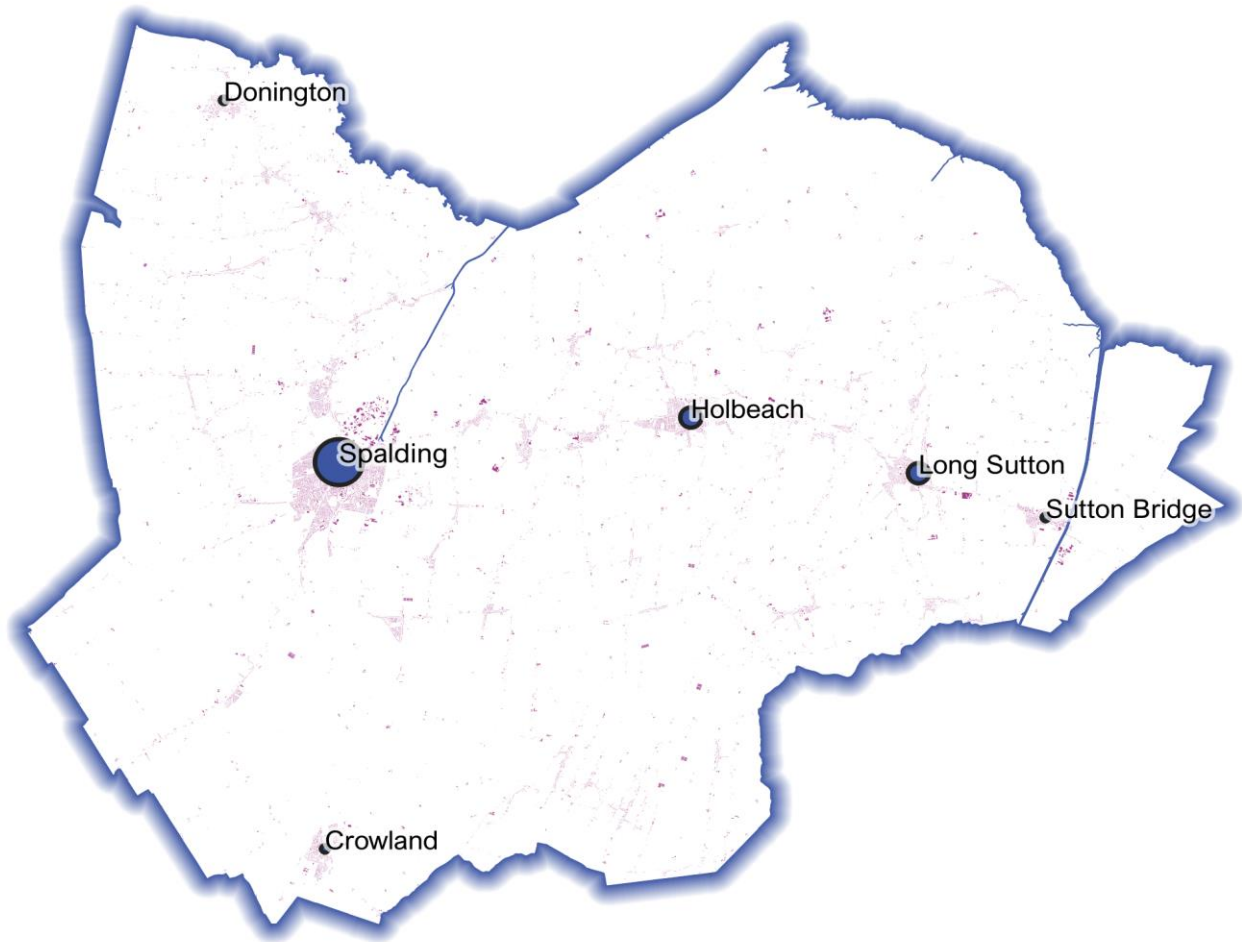 Donington
Holbeach
Spalding
Long Sutton
Sutton Bridge
Crowland